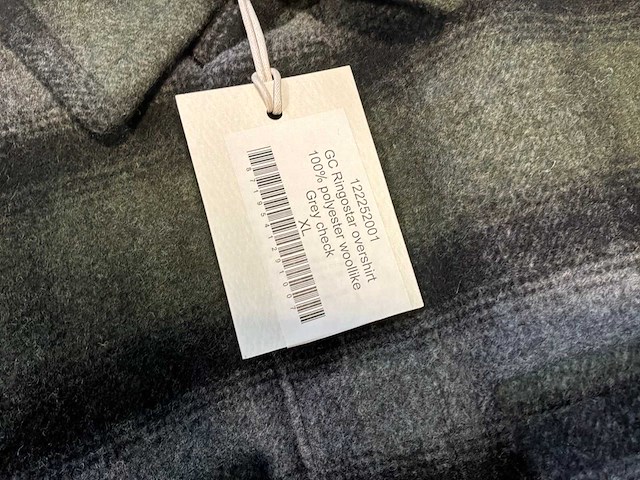 122252001
GC Ringostar overshirt
100% polyester woollike
Grey check
XL